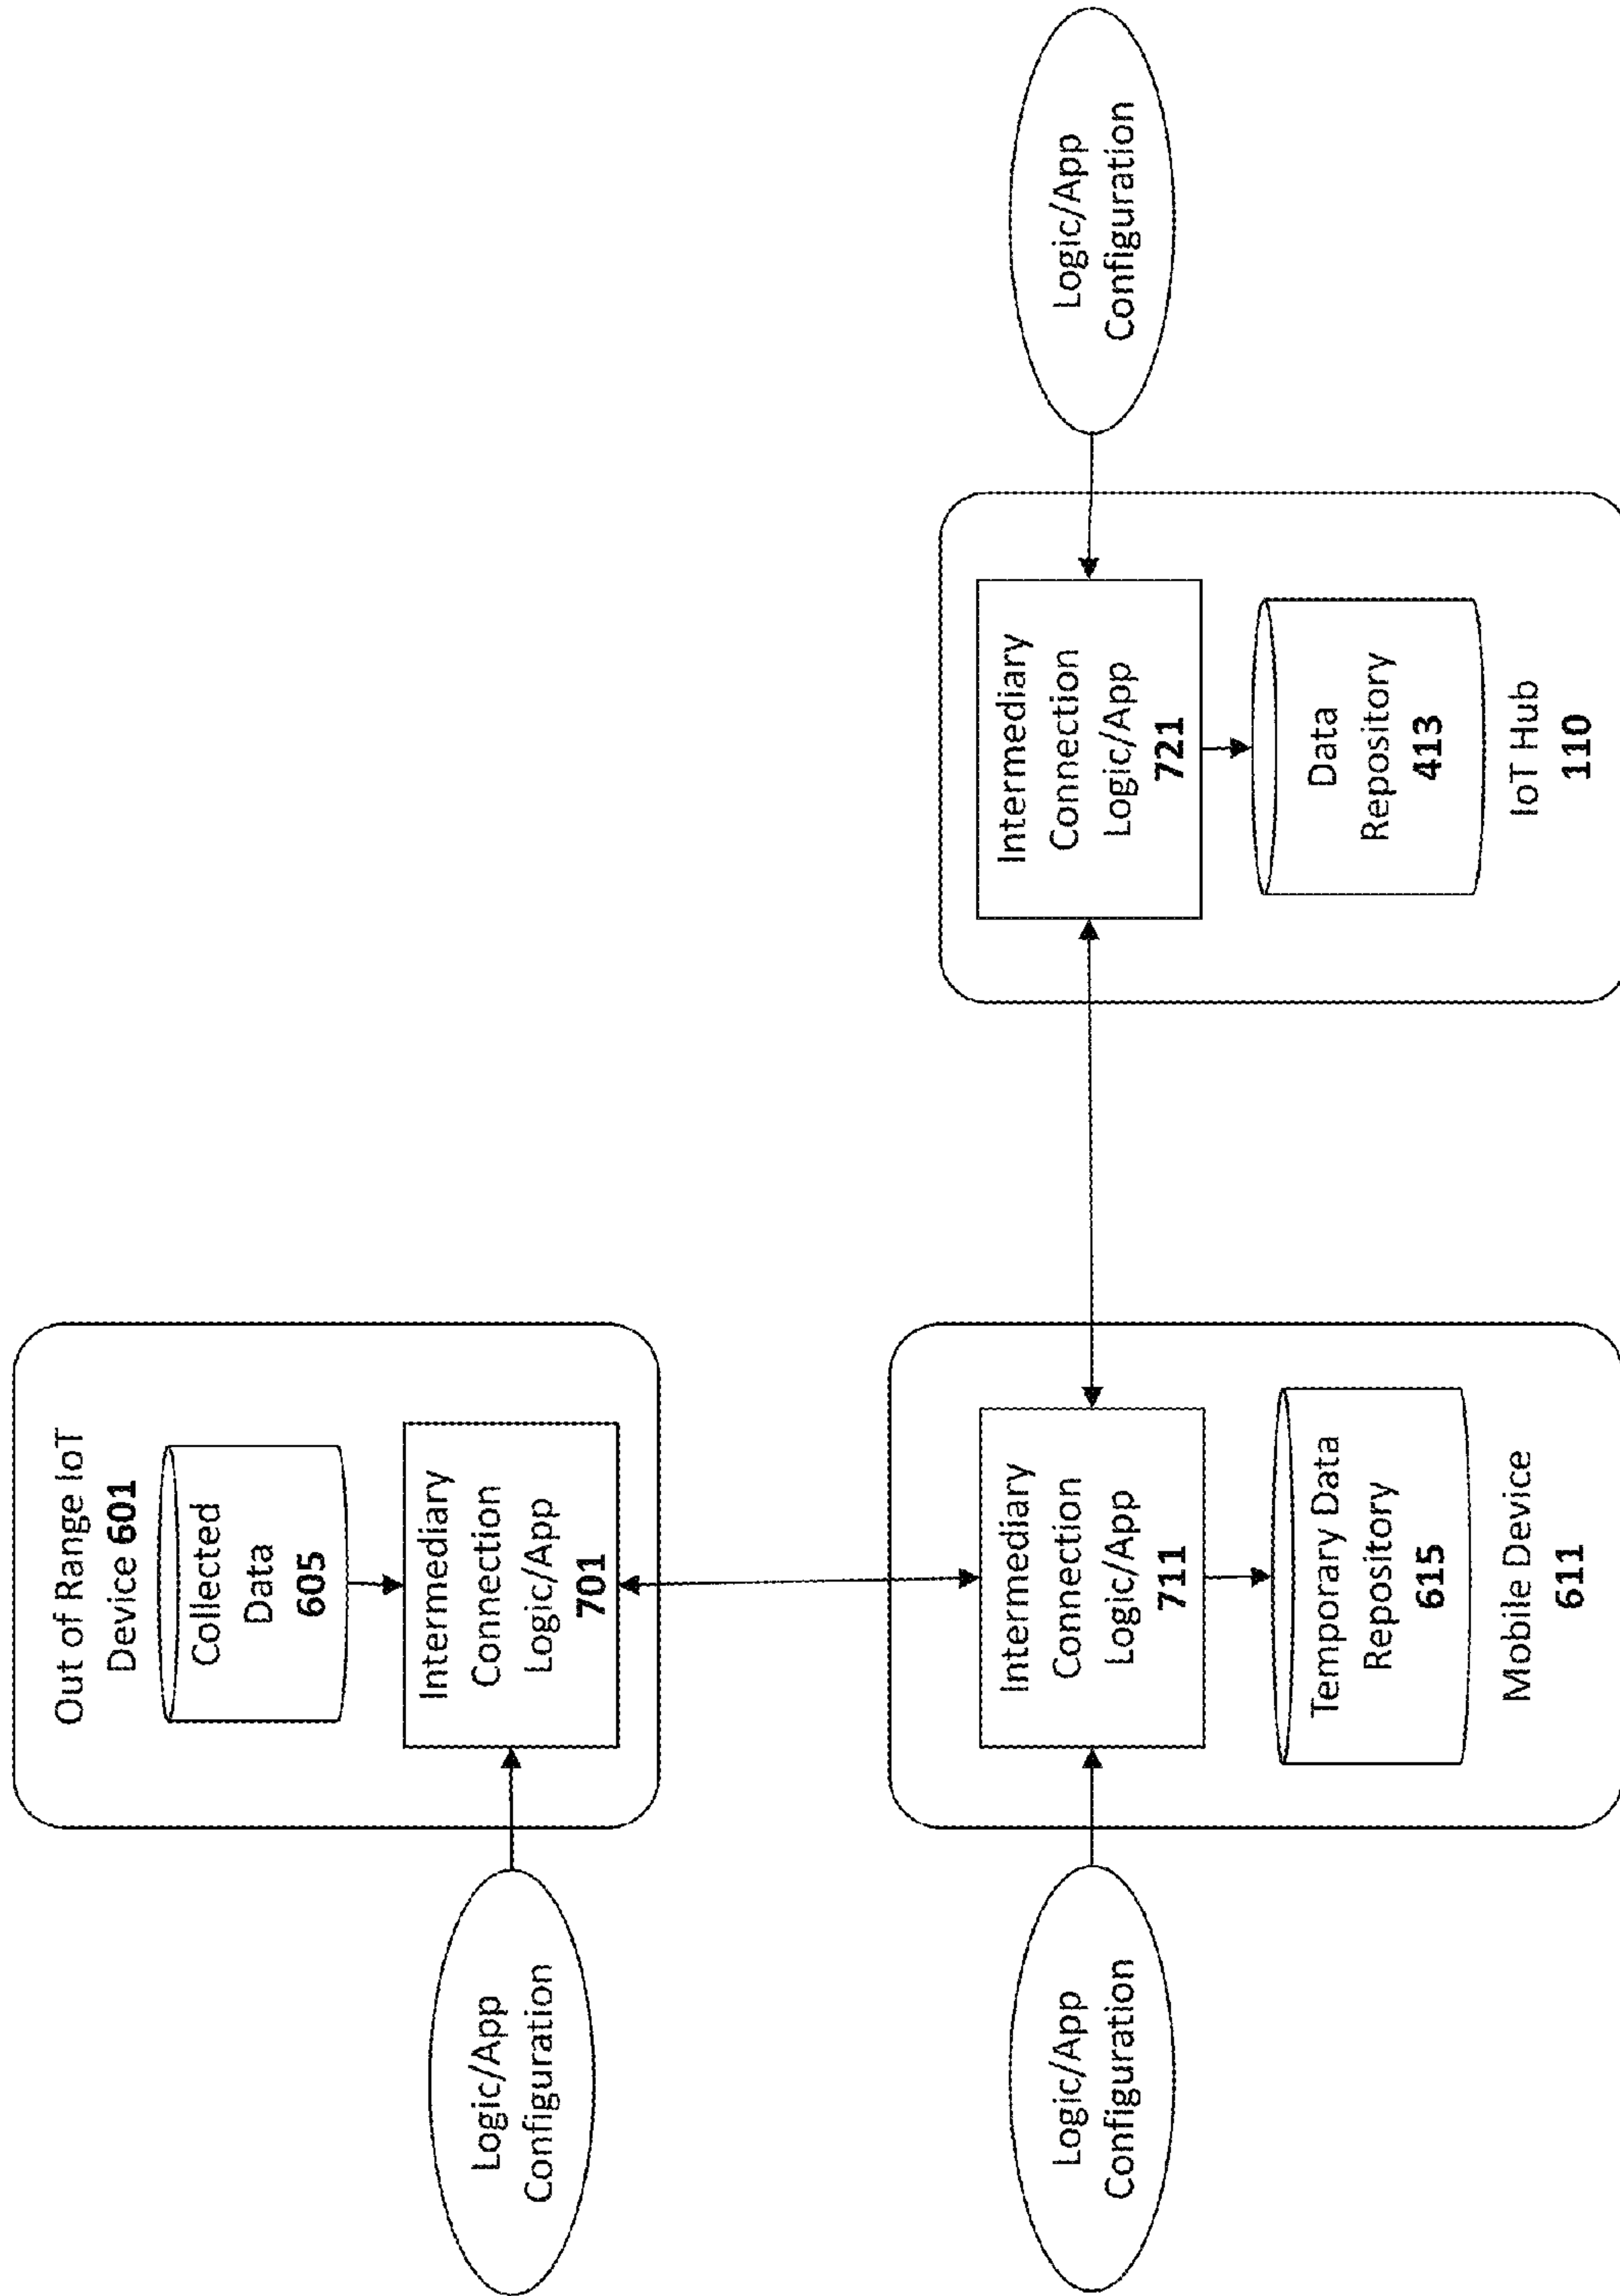 Out of Range IoT
Device 601
Collected
Data
605
Intermediary
Connection
Logic/App
701
Logic/App
Configuration
Intermediary
Connection
Logic/App
711
Temporary Data
Repository
615
Mobile Device
611
Logic/App
Configuration
Intermediary
Connection
Logic/App
721
Data
Repository
413
IoT Hub
110
Logic/App
Configuration